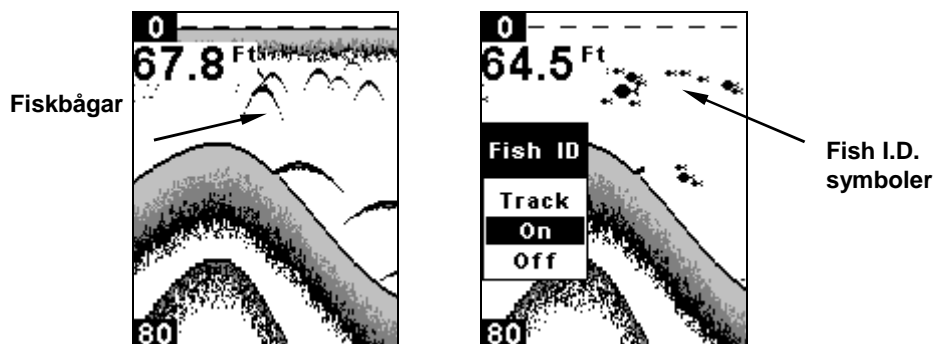 Fiskbågar
0
67.8 Ft
80
0
64.5 Ft
Fish ID
Track
On
Off
80
Fish I.D.
symboler